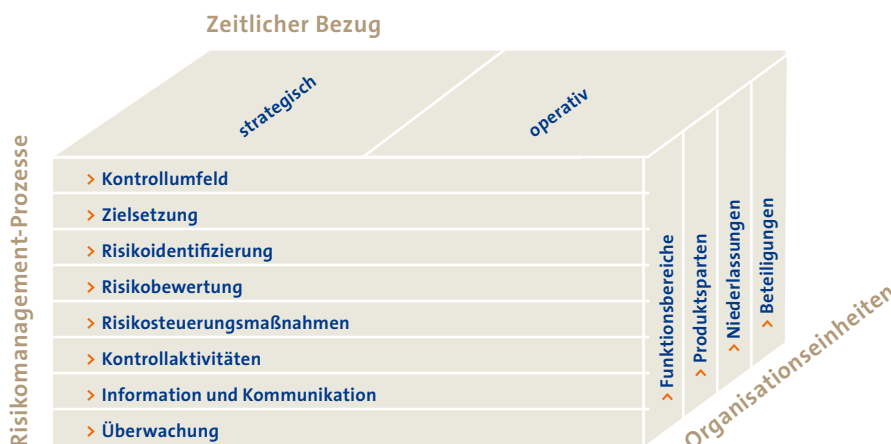 Zeitlicher Bezug
strategisch
operativ
Risikomanagement-Prozesse
> Kontrollumfeld
> Zielsetzung
> Risikoidentifizierung
> Risikobewertung
> Risikosteuerungsmaßnahmen
> Kontrollaktivitäten
> Information und Kommunikation
> Überwachung
> Funktionsbereiche
> Produktsparten
> Niederlassungen
> Beteiligungen
Organisationseinheiten